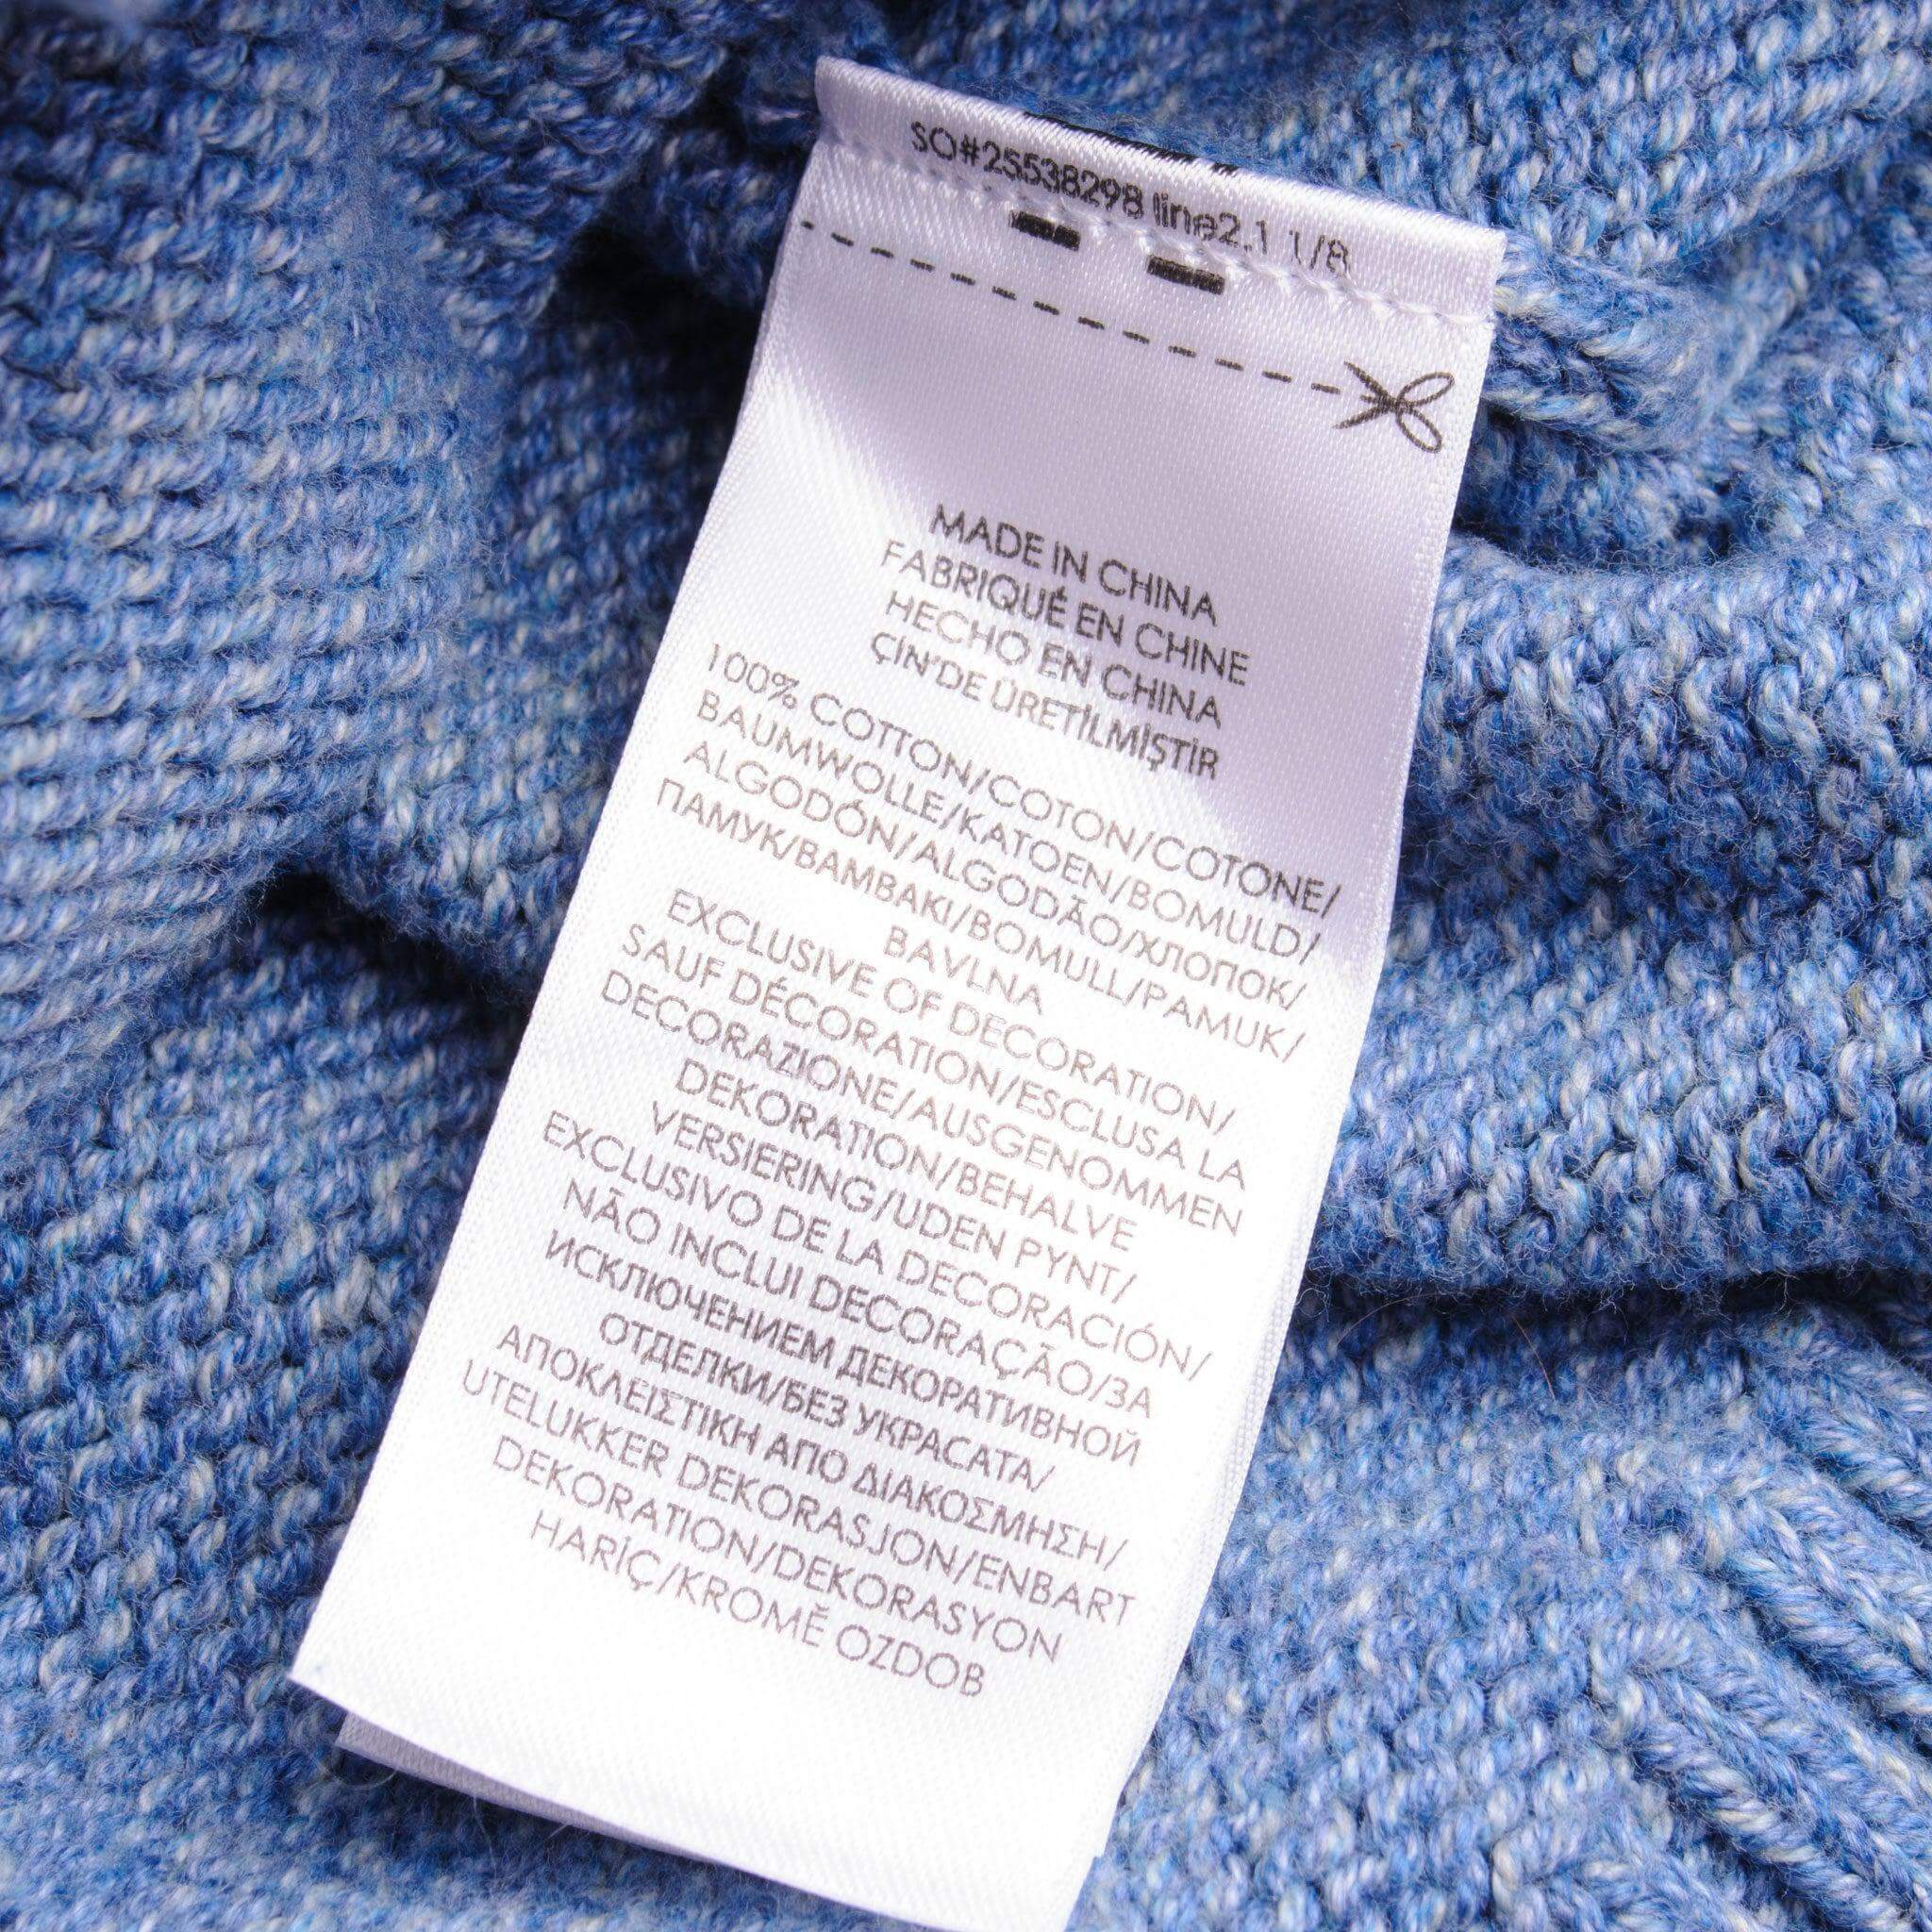 SO#25538298 line2.1 1/8
MADE IN CHINA
FABRIQUÉ EN CHINE
HECHO EN CHINA
ÇİN'DE ÜRETİLMİŞTİR
100% COTTON/COTON/COTONE/
BAUMWOLLE/KATOEN/BOMULD/
ALGODÓN/ALGODÃO/ХЛОПОК/
ПАМУК/ΒΑΜΒΑΚΙ/BOMULL/PAMUK/
BAVLNA
EXCLUSIVE OF DECORATION/
SAUF DÉCORATION/ESCLUSA LA
DECORAZIONE/AUSGENOMMEN
DEKORATION/BEHALVE
VERSIERING/UDEN PYNT/
EXCLUSIVO DE LA DECORACIÓN/
NÃO INCLUI DECORAÇÃO/ЗА
ИСКЛЮЧЕНИЕМ ДЕКОРАТИВНОЙ
ОТДЕЛКИ/БЕЗ УКРАСАТА/
ΑΠΟΚΛΕΙΣΤΙΚΗ ΑΠΟ ΔΙΑΚΟΣΜΗΣΗ/
UTELUKKER DEKORASJON/ENBART
DEKORATION/DEKORASYON
HARİÇ/KROMĚ OZDOB